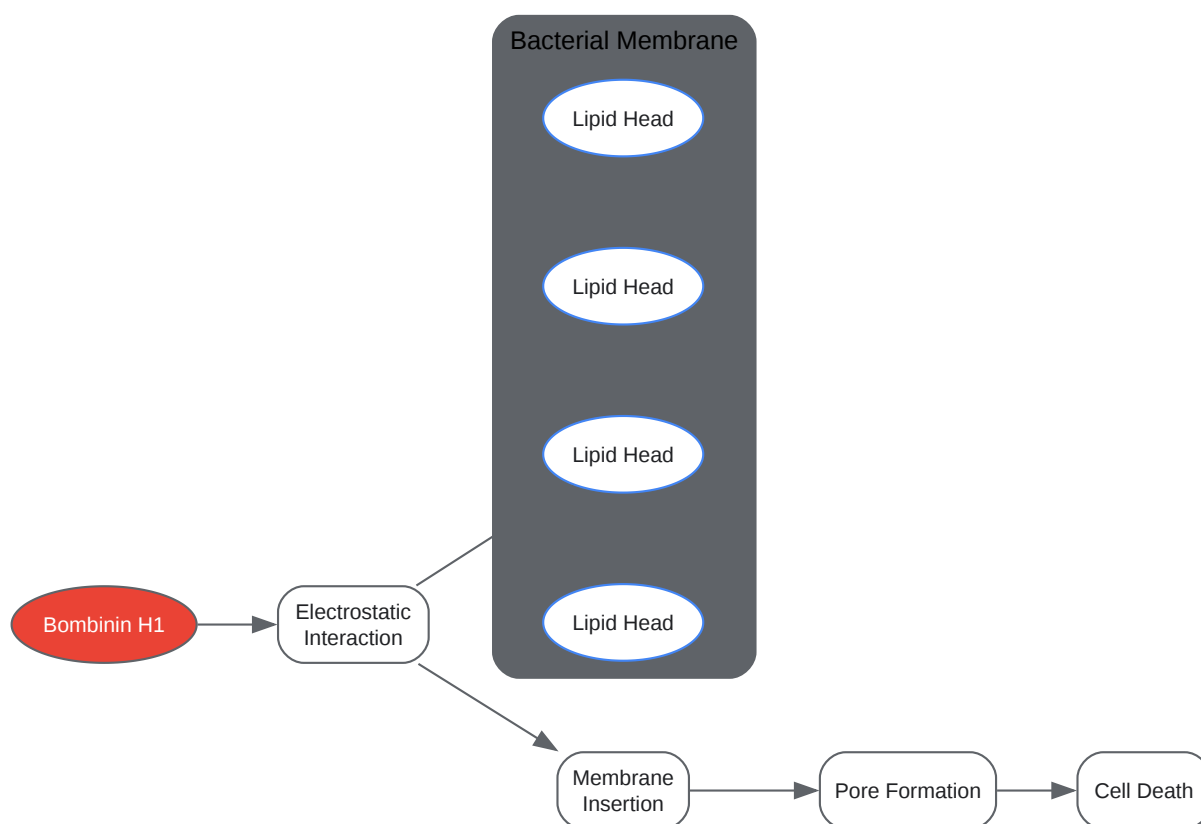 Bacterial Membrane
Lipid Head
Lipid Head
Lipid Head
Lipid Head
Bombinin H1
Electrostatic
Interaction
Membrane
Insertion
Pore Formation
Cell Death